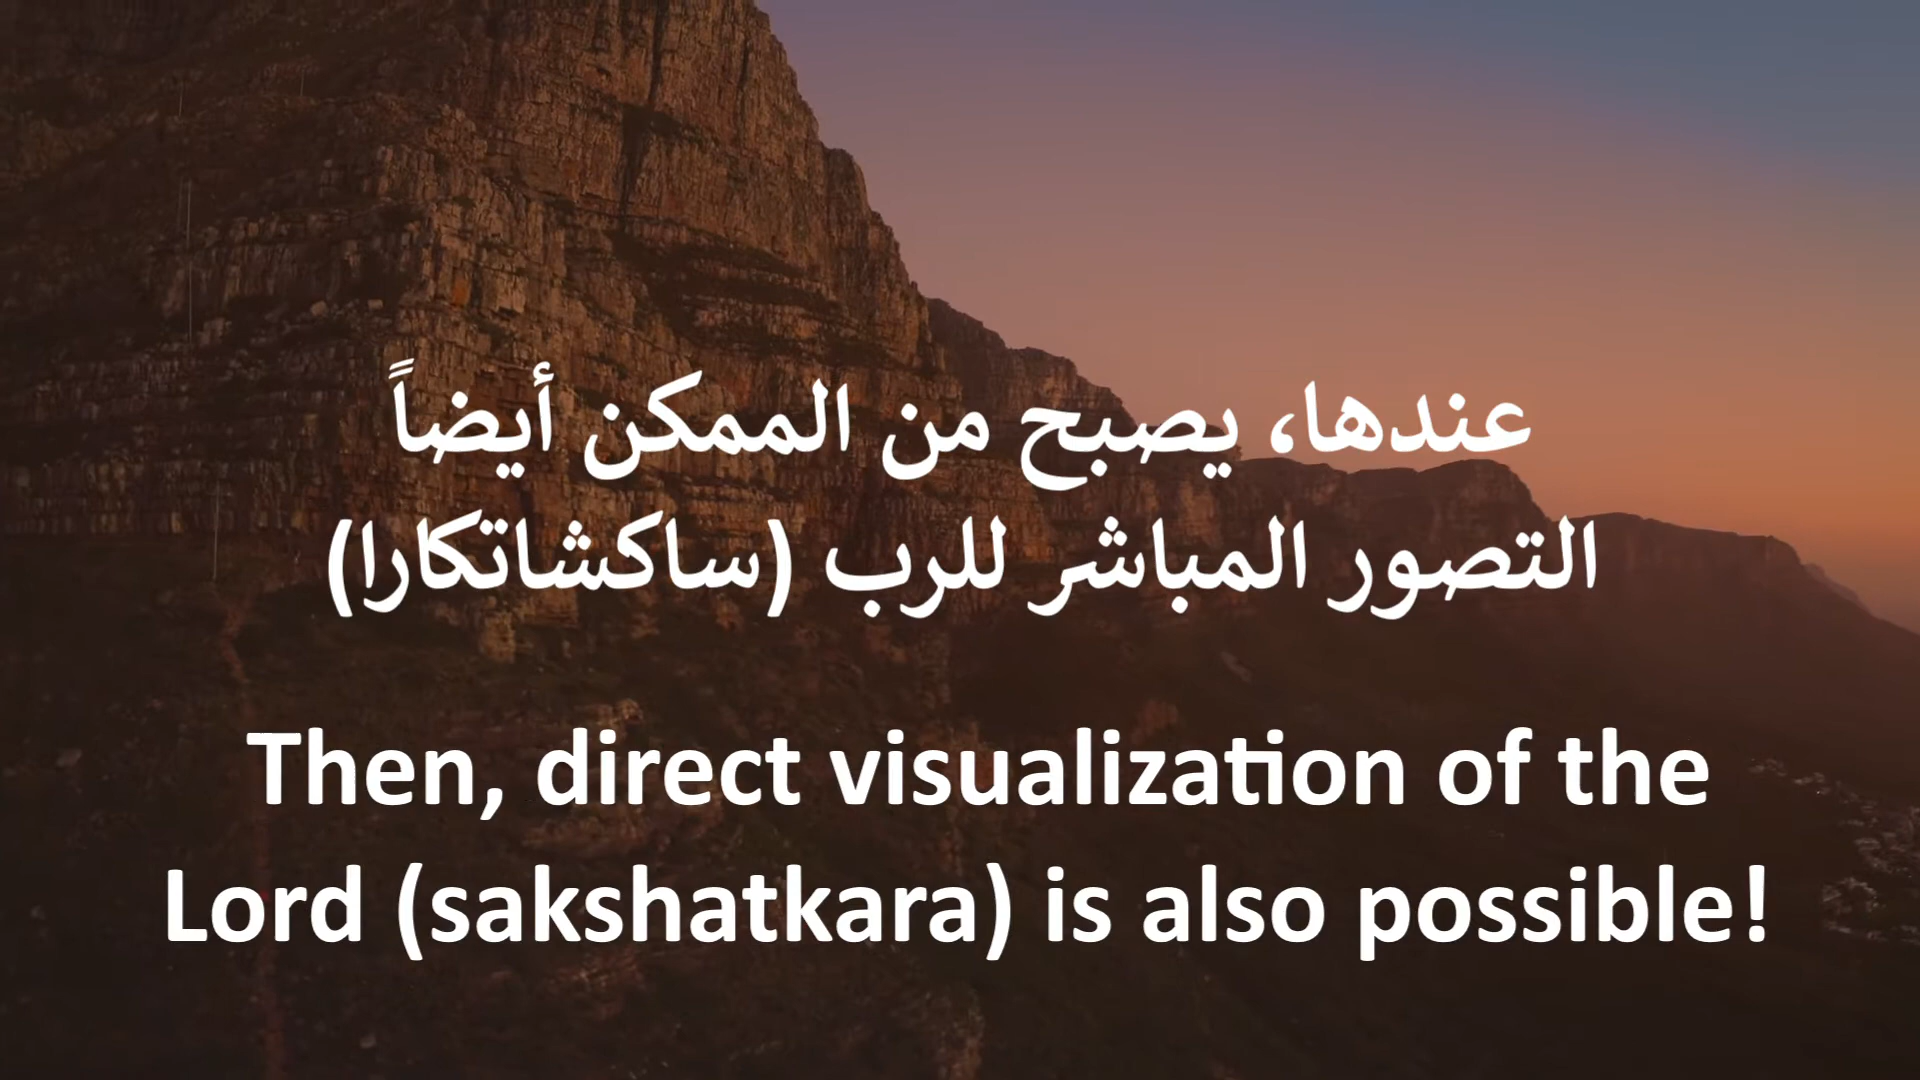 عندها، يصبح من الممكن أيضاً
التصور المباشر للرب (ساكشاتكارا)
Then, direct visualization of the
Lord (sakshatkara) is also possible!